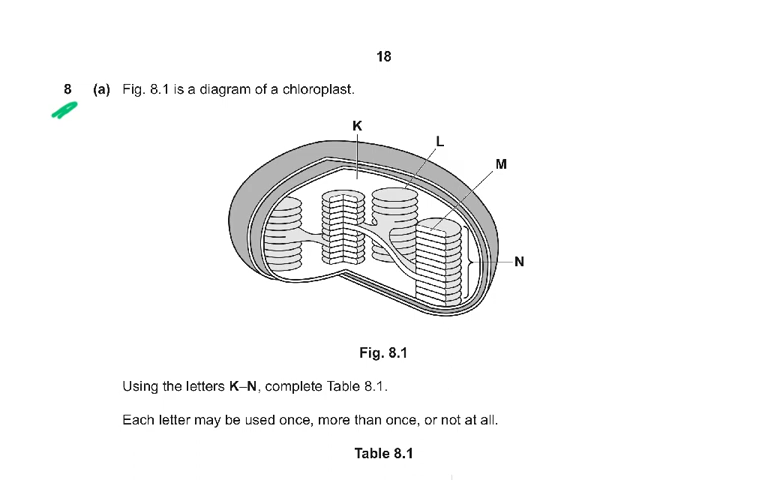 18
8 (a) Fig. 8.1 is a diagram of a chloroplast.
K
L
M
N
Fig. 8.1
Using the letters K–N, complete Table 8.1.
Each letter may be used once, more than once, or not at all.
Table 8.1